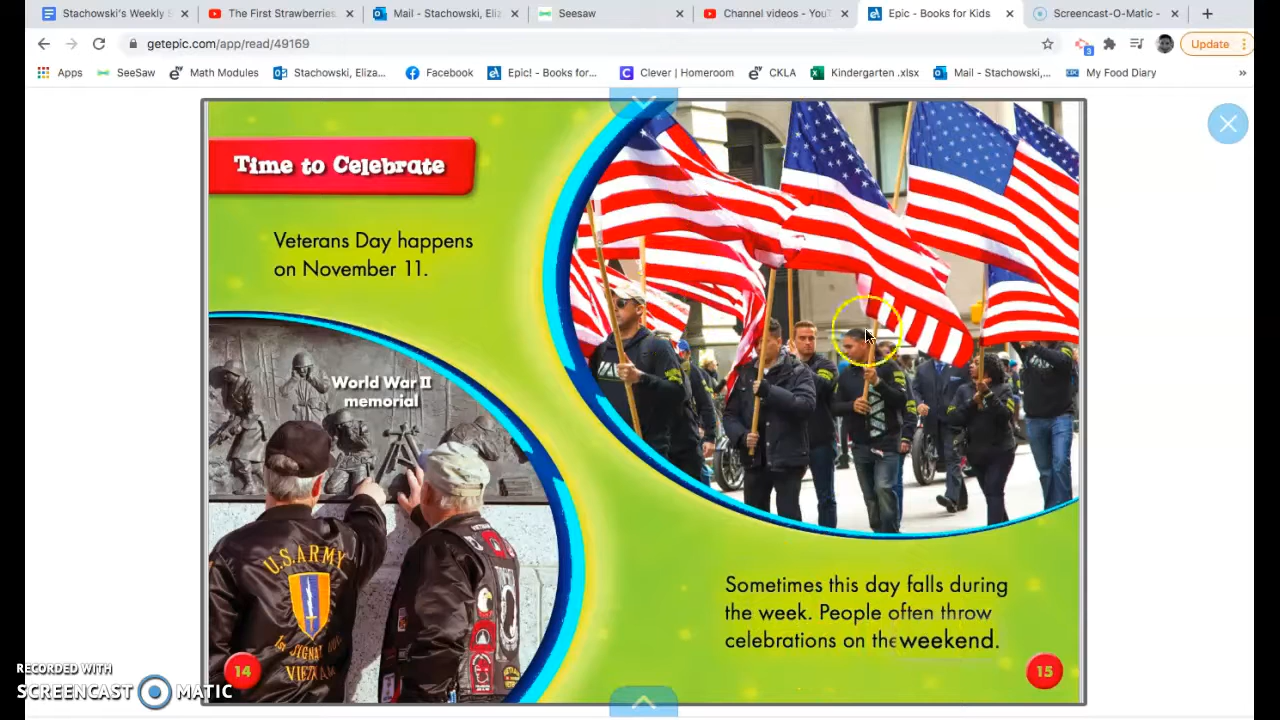 Stachowski's Weekly S
The First Strawberries.
Mail - Stachowski, Eliz
Seesaw
Channel videos - YouT
Epic - Books for Kids
Screencast-O-Matic -
getepic.com/app/read/49169
3
Update
Apps
SeeSaw
Math Modules
Stachowski, Eliza...
Facebook
Epic! - Books for...
Clever | Homeroom
CKLA
Kindergarten .xlsx
Mail - Stachowski,...
My Food Diary
»
Time to Celebrate
Veterans Day happens
on November 11.
World War II
memorial
U.S. ARMY
1st SIGNAL
VIETNAM
14
Sometimes this day falls during
the week. People often throw
celebrations on the weekend.
15
RECORDED WITH
SCREENCAST MATIC